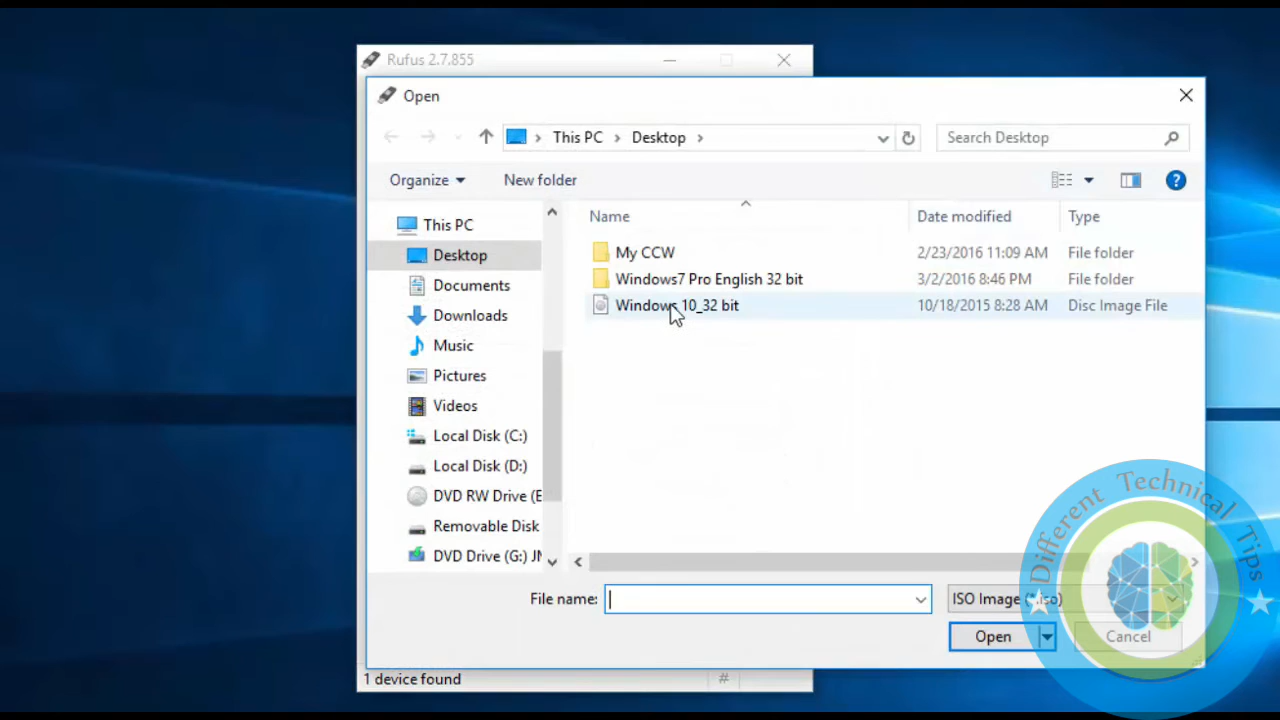 Rufus 2.7.855
Open
This PC
Desktop
Search Desktop
Organize
New folder
?
Name
Date modified
Type
This PC
Desktop
Documents
Downloads
Music
Pictures
Videos
Local Disk (C:)
Local Disk (D:)
DVD RW Drive (E
Removable Disk
DVD Drive (G:) JN
My CCW 2/23/2016 11:09 AM File folder
Windows7 Pro English 32 bit 3/2/2016 8:46 PM File folder
Windows 10_32 bit 10/18/2015 8:28 AM Disc Image File
File name:
ISO Image (*.iso)
Open
Cancel
1 device found
#
Different Technical Tips